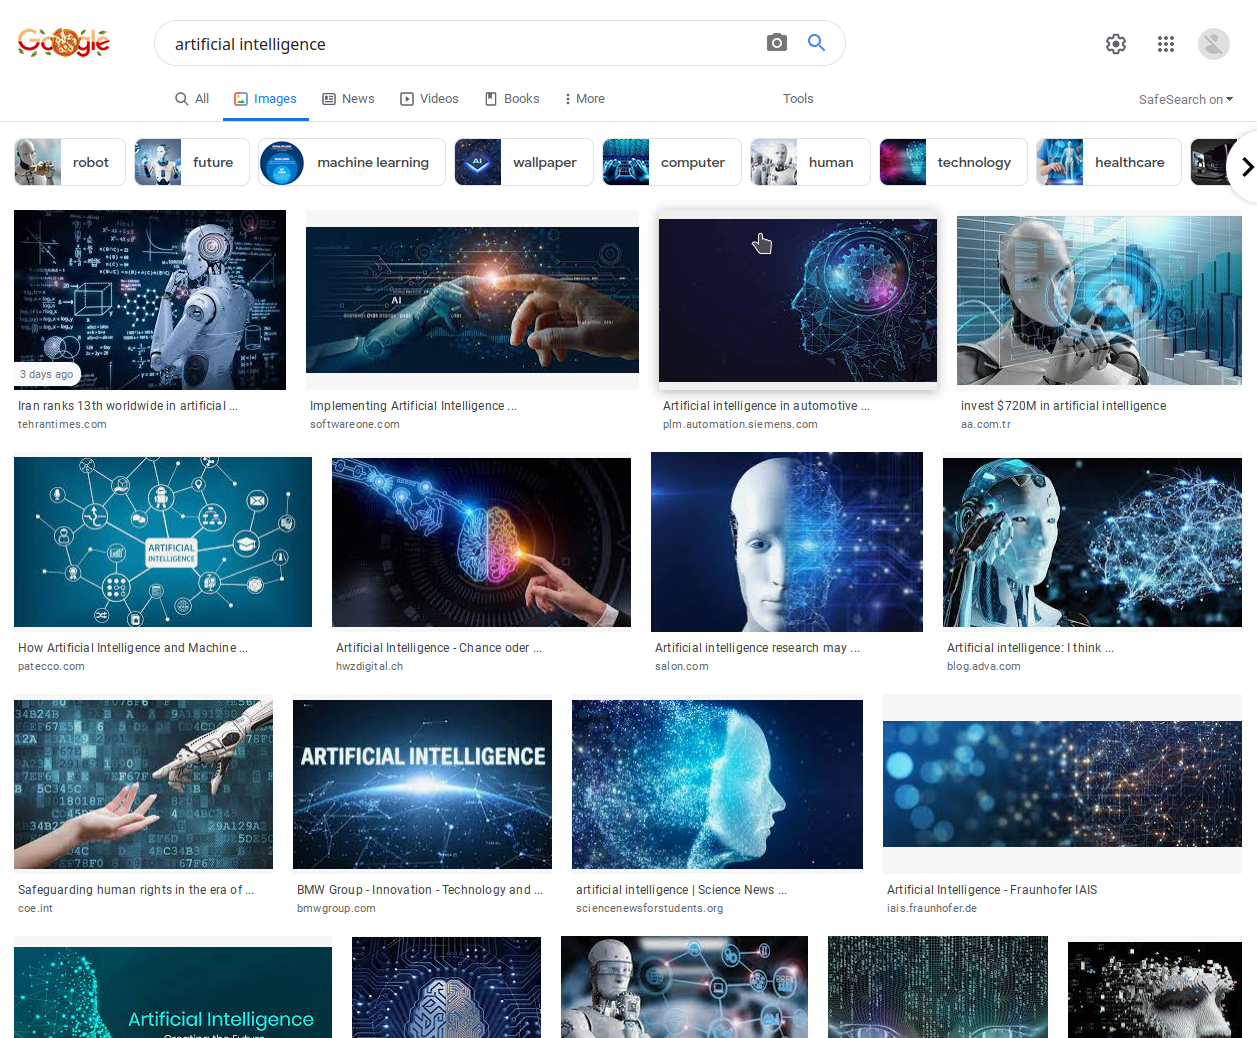 Google
artificial intelligence
All
Images
News
Videos
Books
More
Tools
SafeSearch on
robot
future
machine learning
wallpaper
computer
human
technology
healthcare
AI
3 days ago
Iran ranks 13th worldwide in artificial ...
tehrantimes.com
Implementing Artificial Intelligence ...
softwareone.com
Artificial intelligence in automotive ...
plm.automation.siemens.com
invest $720M in artificial intelligence
aa.com.tr
ARTIFICIAL
INTELLIGENCE
How Artificial Intelligence and Machine ...
patecco.com
Artificial Intelligence - Chance oder ...
hwzdigital.ch
Artificial intelligence research may ...
salon.com
Artificial intelligence: I think ...
blog.adva.com
ARTIFICIAL INTELLIGENCE
Safeguarding human rights in the era of ...
coe.int
BMW Group - Innovation - Technology and ...
bmwgroup.com
artificial intelligence | Science News ...
sciencenewsforstudents.org
Artificial Intelligence - Fraunhofer IAIS
iais.fraunhofer.de
Artificial Intelligence
Creating the Future